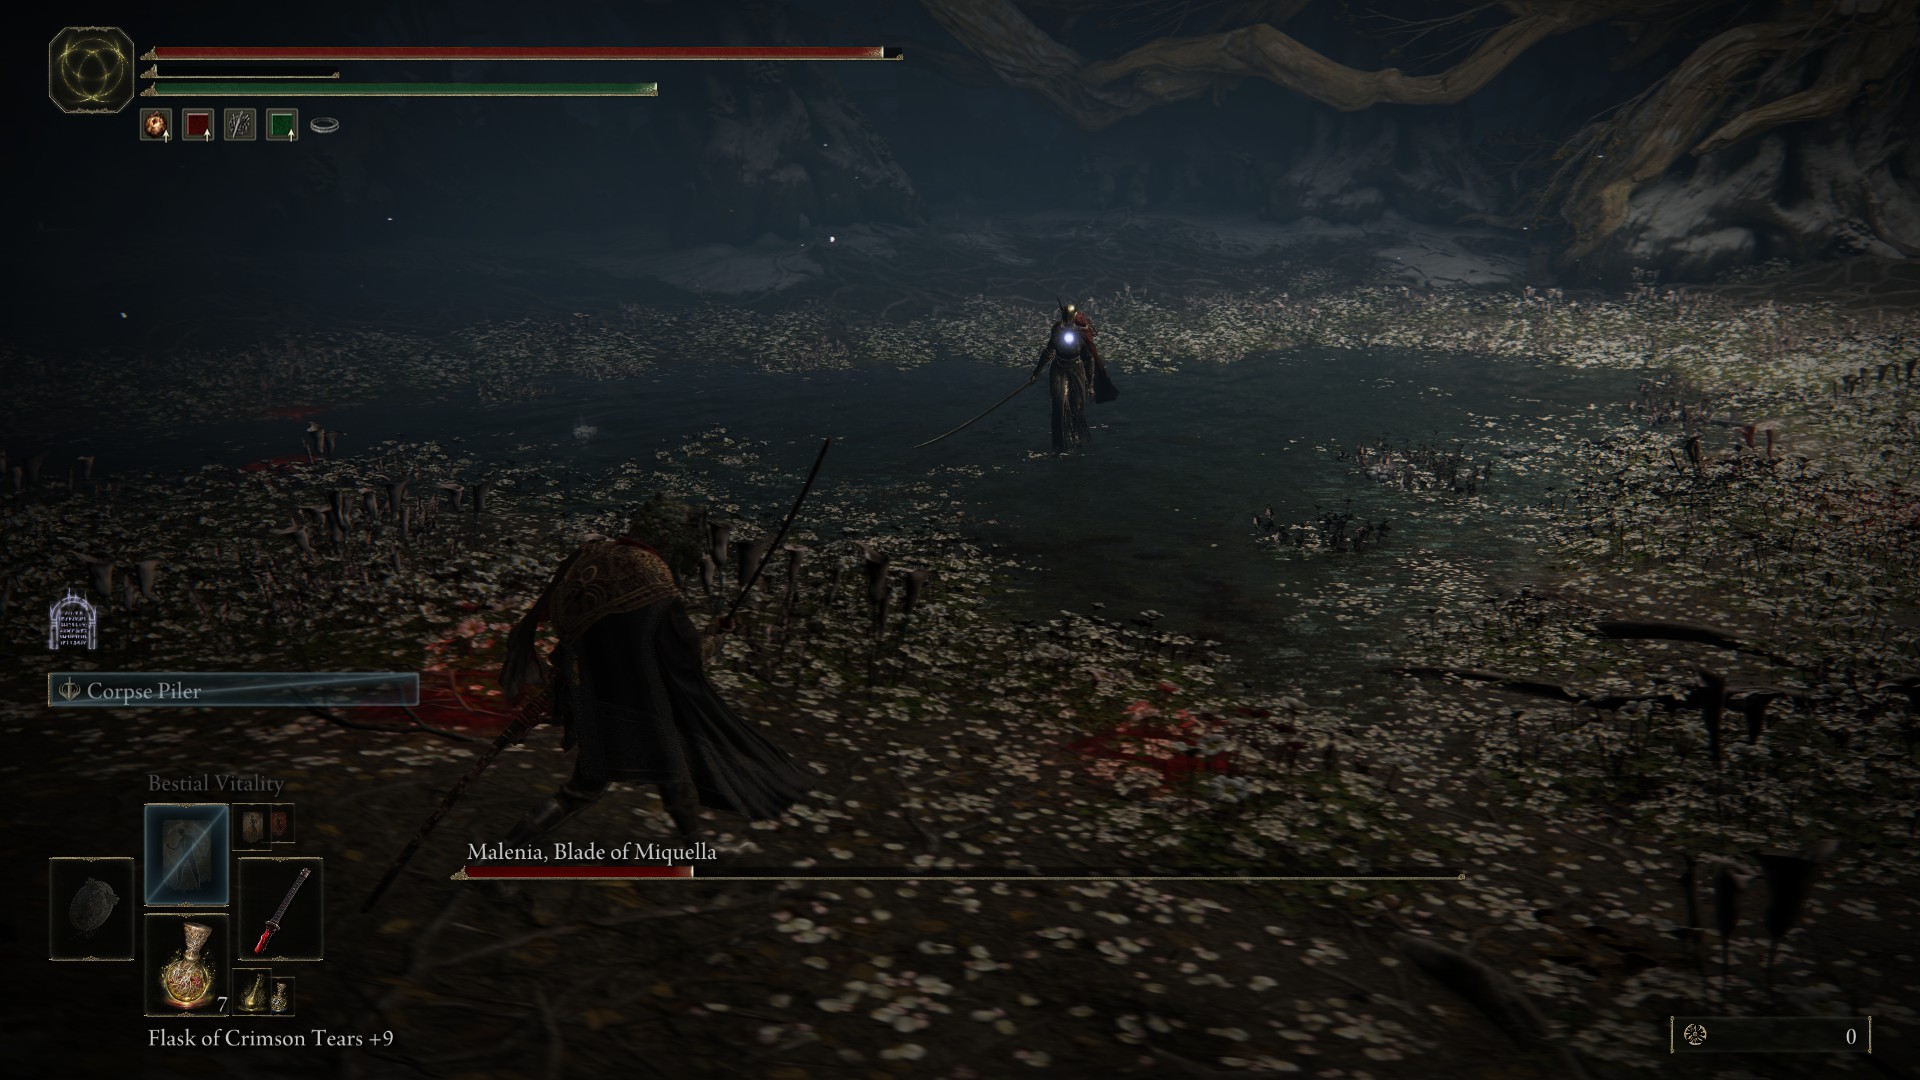 Corpse Piler
Bestial Vitality
Malenia, Blade of Miquella
7
Flask of Crimson Tears +9
0